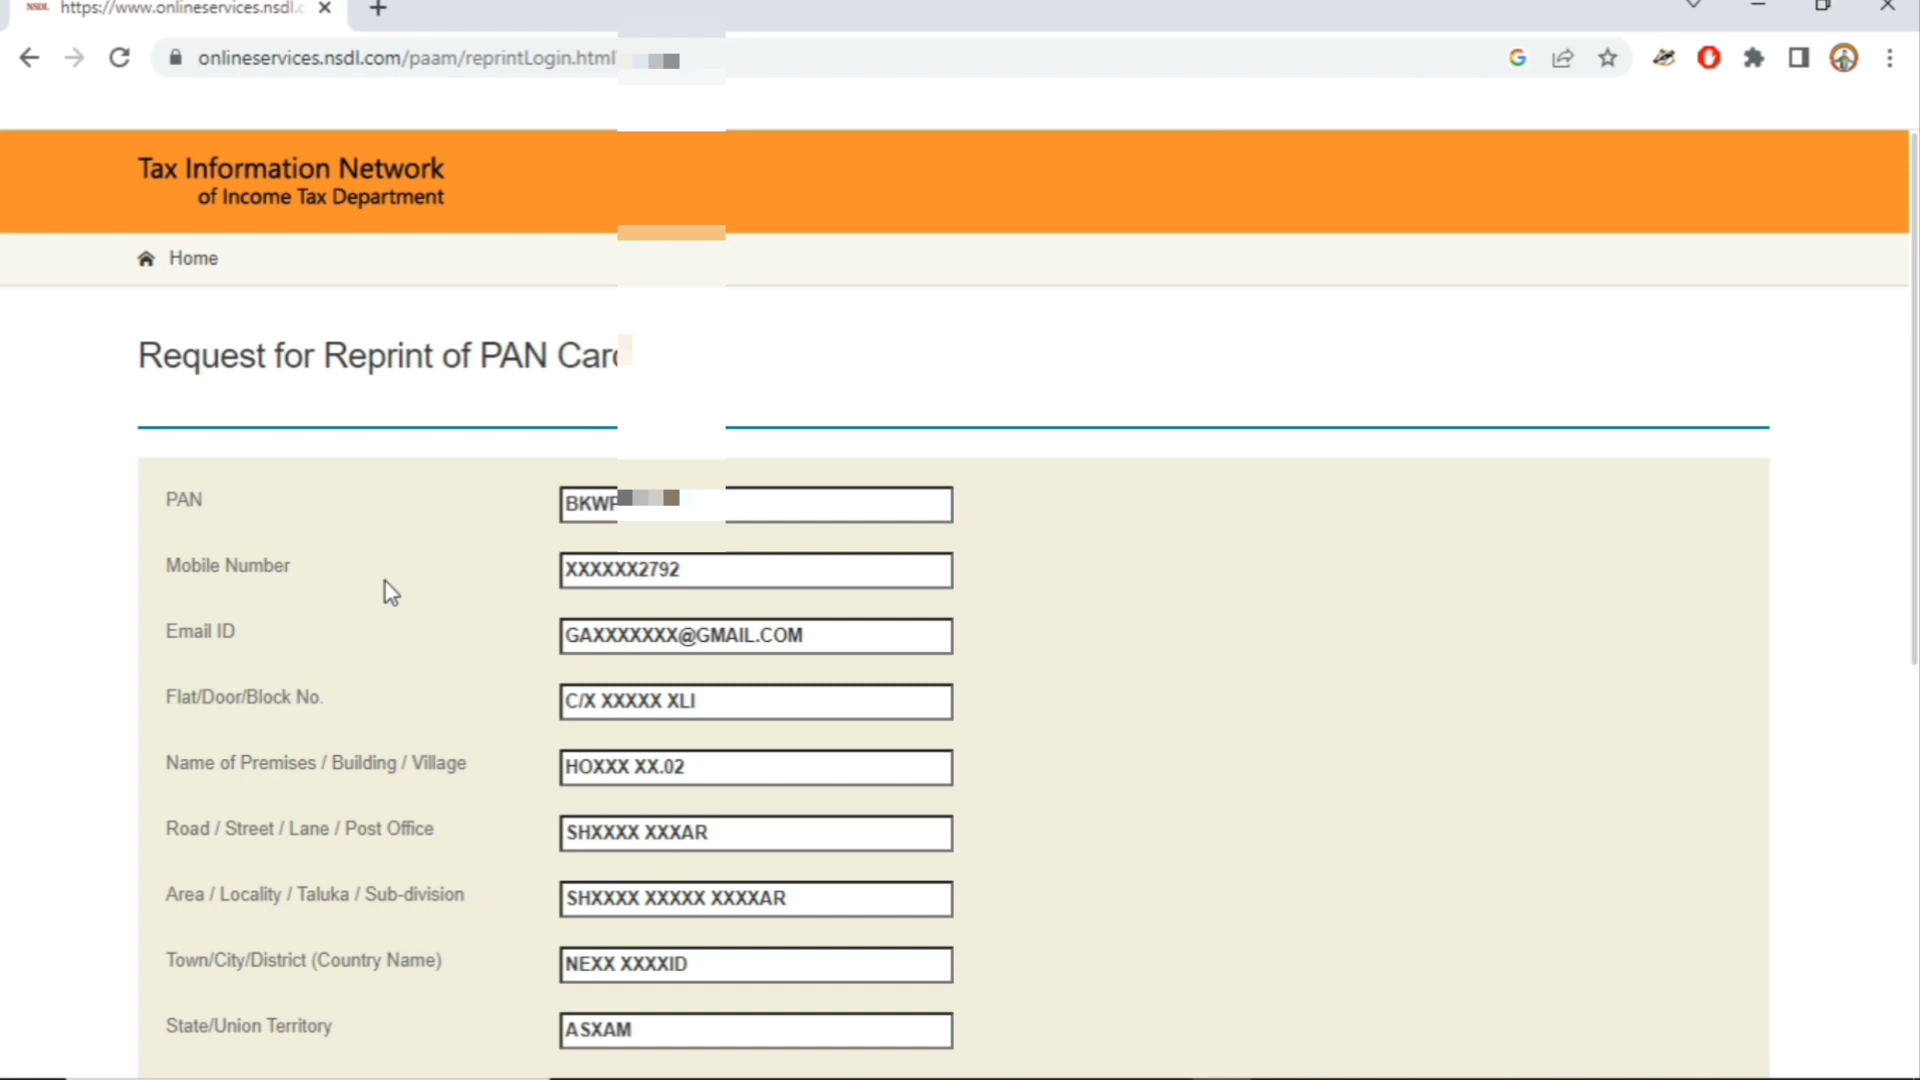 NSDL https://www.onlineservices.nsdl.c
onlineservices.nsdl.com/paam/reprintLogin.html
Tax Information Network
of Income Tax Department
Home
Request for Reprint of PAN Card
PAN BKWP
Mobile Number XXXXXX2792
Email ID GAXXXXXXX@GMAIL.COM
Flat/Door/Block No. C/X XXXXX XLI
Name of Premises / Building / Village HOXXX XX.02
Road / Street / Lane / Post Office SHXXXX XXXAR
Area / Locality / Taluka / Sub-division SHXXXX XXXXX XXXXAR
Town/City/District (Country Name) NEXX XXXXID
State/Union Territory ASXAM